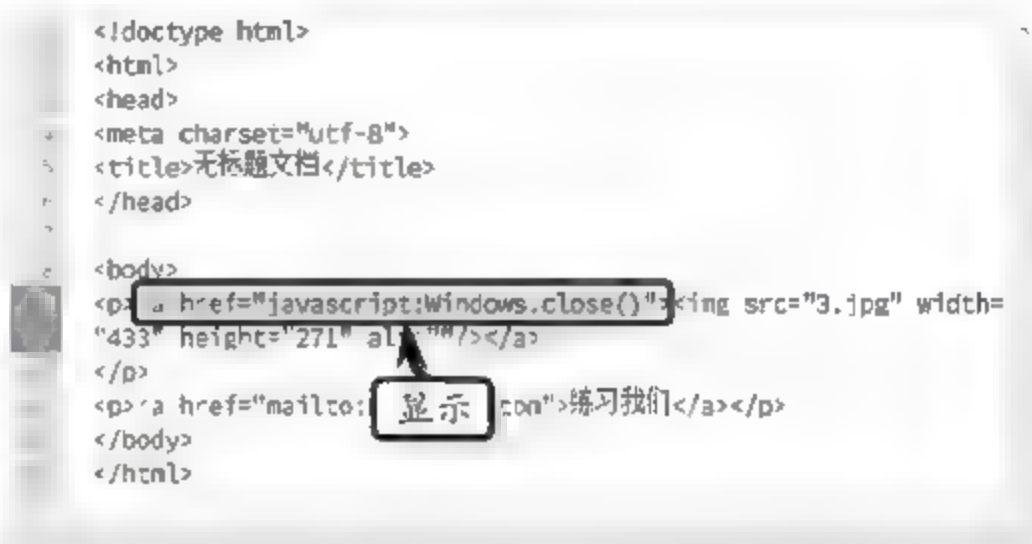 <!doctype html>
<html>
<head>
<meta charset="utf-8">
<title>无标题文档</title>
</head>
<body>
<p><a href="javascript:Windows.close()"><img src="3.jpg" width=
"433" height="271" alt=""/></a>
</p>
<p><a href="mailto: com">练习我们</a></p>
显示
</body>
</html>